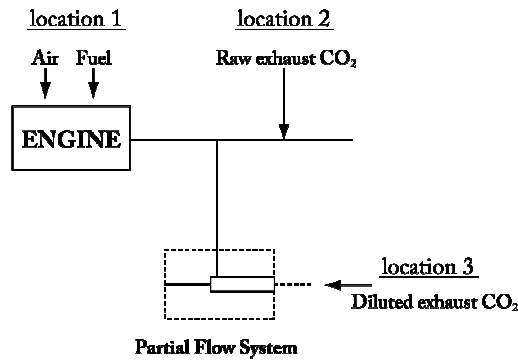 location 1
Air Fuel
ENGINE
location 2
Raw exhaust CO₂
location 3
Diluted exhaust CO₂
Partial Flow System